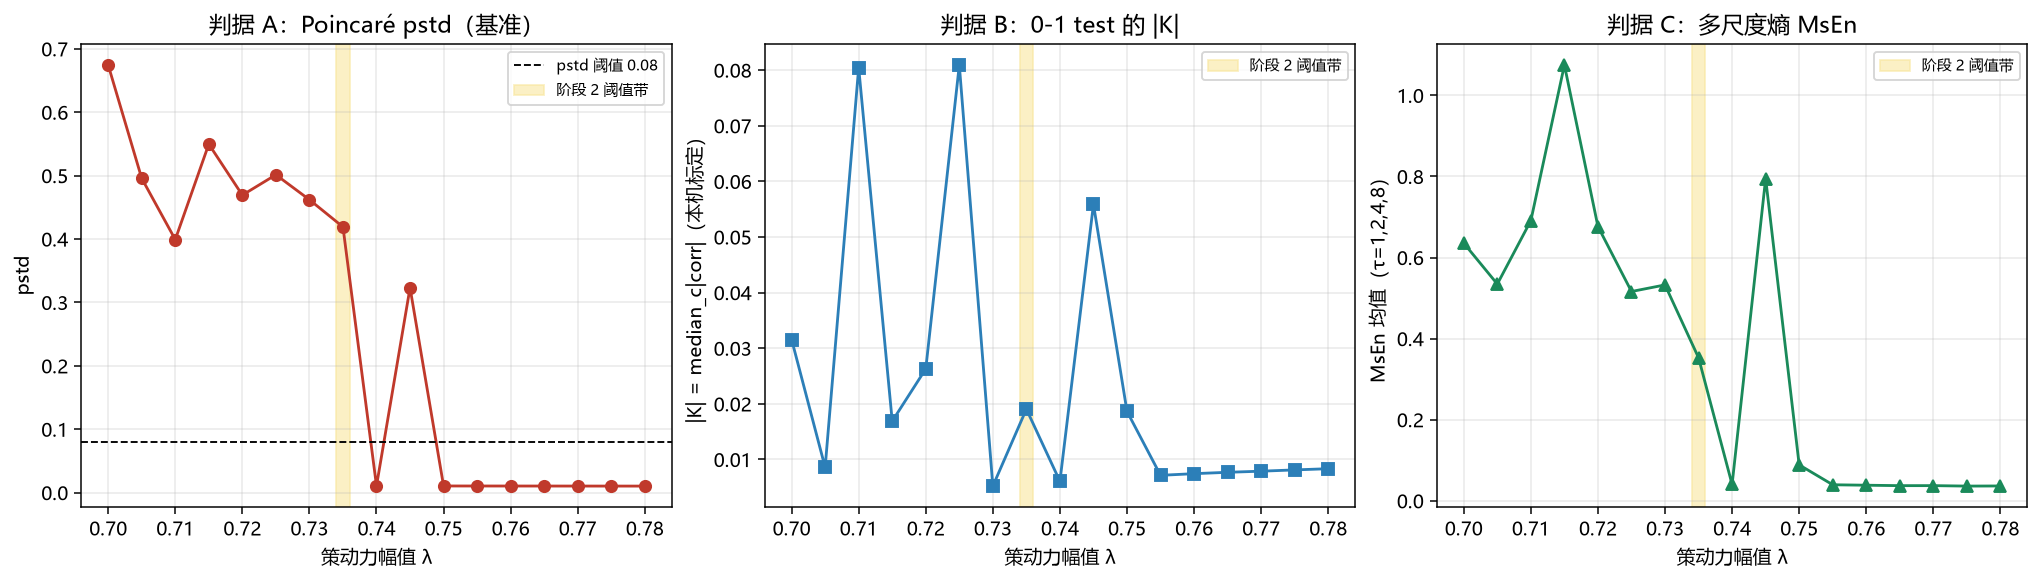 判据 A：Poincaré pstd（基准）
0.7
0.6
0.5
0.4
0.3
0.2
0.1
0.0
pstd
pstd 阈值 0.08
阶段 2 阈值带
0.70 0.71 0.72 0.73 0.74 0.75 0.76 0.77 0.78
策动力幅值 λ
判据 B：0-1 test 的 |K|
0.08
0.07
0.06
0.05
0.04
0.03
0.02
0.01
|K| = median_c|corr|（本机标定）
阶段 2 阈值带
0.70 0.71 0.72 0.73 0.74 0.75 0.76 0.77 0.78
策动力幅值 λ
判据 C：多尺度熵 MsEn
1.0
0.8
0.6
0.4
0.2
0.0
MsEn 均值（τ=1,2,4,8）
阶段 2 阈值带
0.70 0.71 0.72 0.73 0.74 0.75 0.76 0.77 0.78
策动力幅值 λ